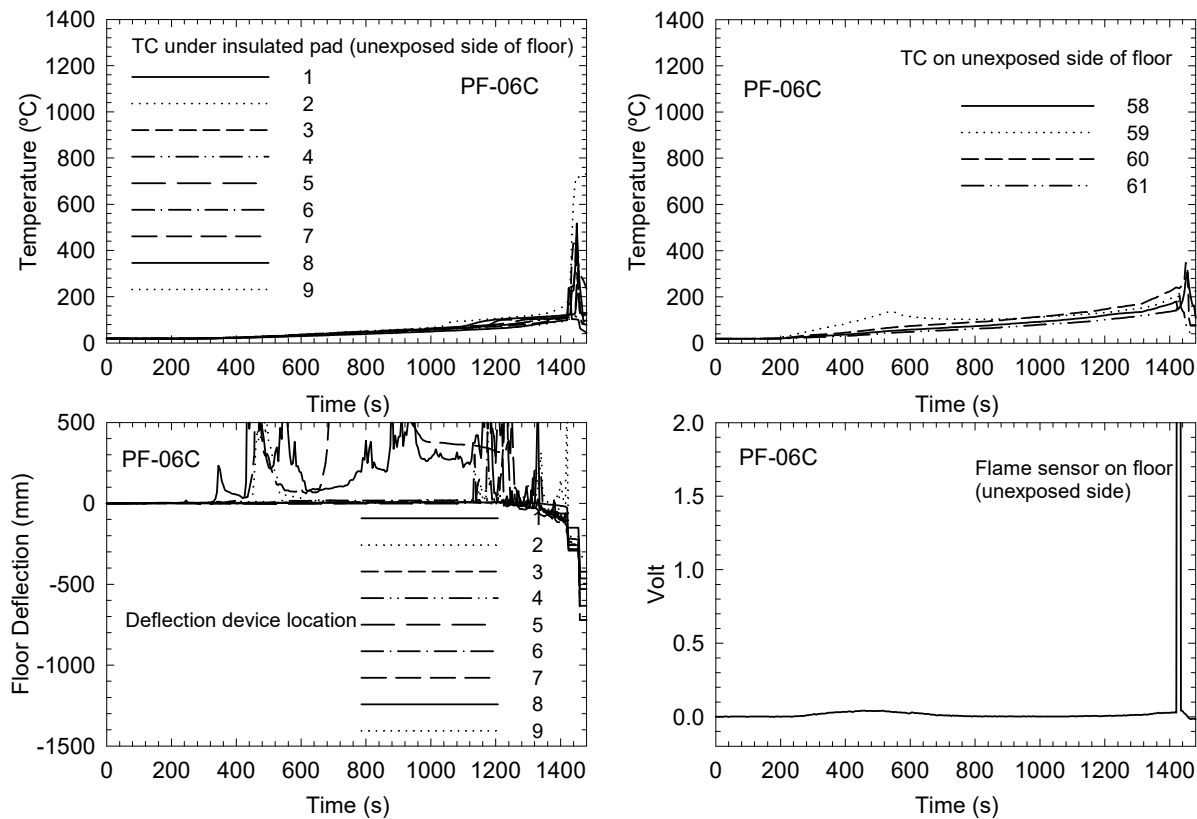 1400
1200
1000
800
600
400
200
0
Temperature (ºC)
TC under insulated pad (unexposed side of floor)
PF-06C
1
2
3
4
5
6
7
8
9
0 200 400 600 800 1000 1200 1400
Time (s)
1400
1200
1000
800
600
400
200
0
Temperature (ºC)
TC on unexposed side of floor
PF-06C
58
59
60
61
0 200 400 600 800 1000 1200 1400
Time (s)
500
0
-500
-1000
-1500
Floor Deflection (mm)
PF-06C
Deflection device location
1
2
3
4
5
6
7
8
9
0 200 400 600 800 1000 1200 1400
Time (s)
2.0
1.5
1.0
0.5
0.0
Volt
PF-06C
Flame sensor on floor
(unexposed side)
0 200 400 600 800 1000 1200 1400
Time (s)